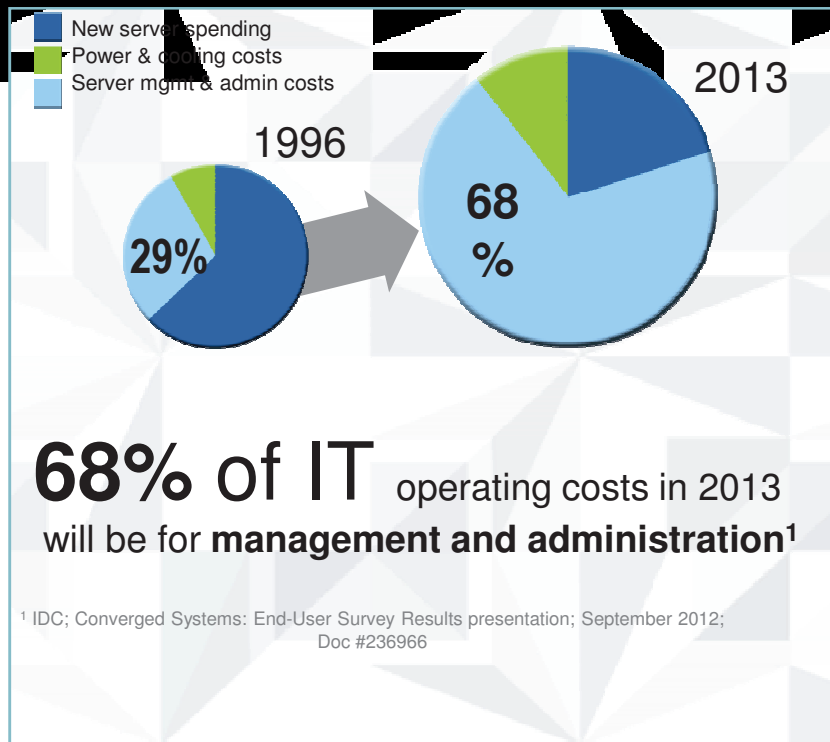 New server spending
Power & cooling costs
Server mgmt & admin costs
2013
1996
68
%
29%
68% of IT operating costs in 2013
will be for management and administration¹
¹ IDC; Converged Systems: End-User Survey Results presentation; September 2012;
Doc #236966